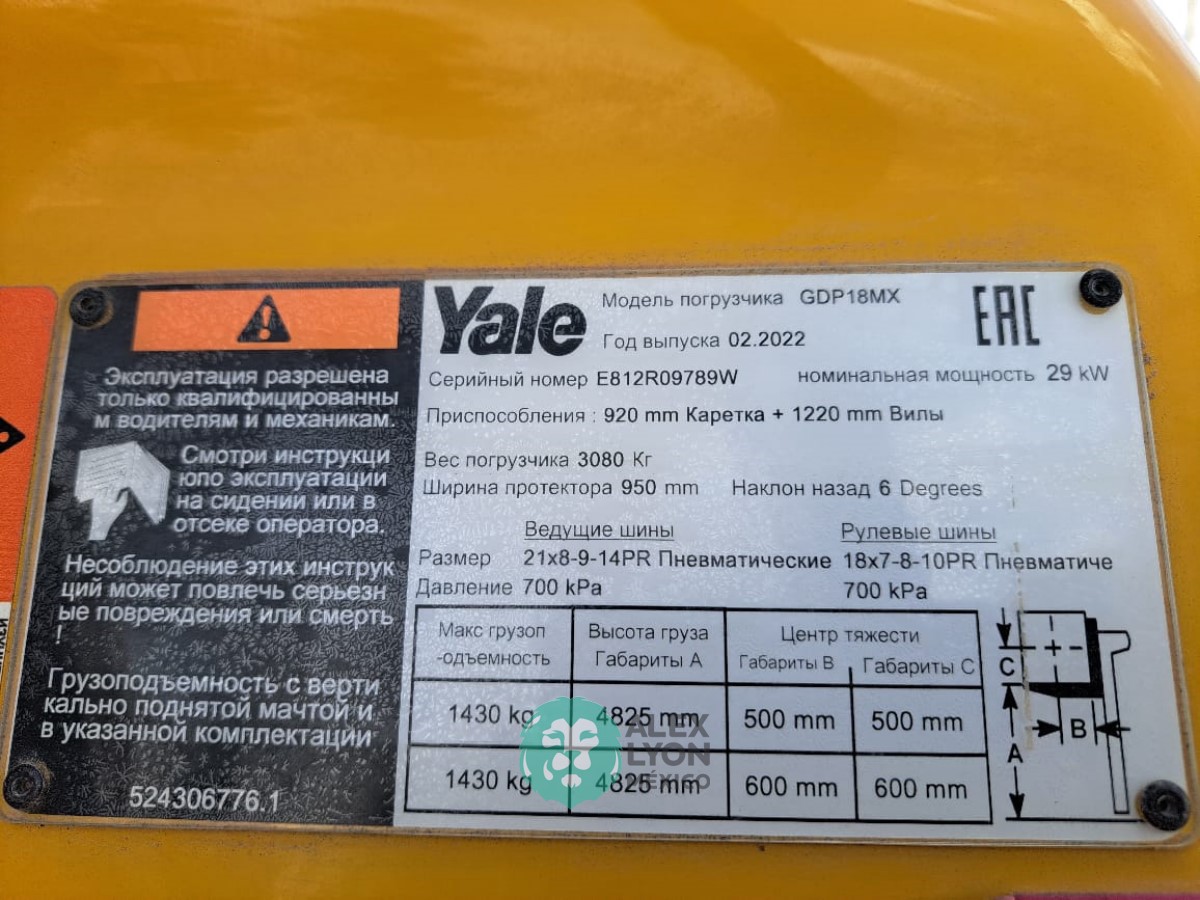 Эксплуатация разрешена
только квалифицированны
м водителям и механикам.
Смотри инструкци
юпо эксплуатации
на сидении или в
отсеке оператора.
Несоблюдение этих инструк
ций может повлечь серьезн
ые повреждения или смерть
!
Грузоподъемность с верти
кально поднятой мачтой и
в указанной комплектации
524306776.1
Yale
Модель погрузчика GDP18MX
EAC
Год выпуска 02.2022
Серийный номер E812R09789W номинальная мощность 29 kW
Приспособления : 920 mm Каретка + 1220 mm Вилы
Вес погрузчика 3080 Кг
Ширина протектора 950 mm Наклон назад 6 Degrees
Ведущие шины Рулевые шины
Размер 21x8-9-14PR Пневматические 18x7-8-10PR Пневматиче
Давление 700 kPa 700 kPa
Макс грузоп
-одъемность
Высота груза
Габариты A
Центр тяжести
Габариты B Габариты C
1430 kg 4825 mm 500 mm 500 mm
1430 kg 4825 mm 600 mm 600 mm
C
B
A
ALEX
LYON
MÉXICO